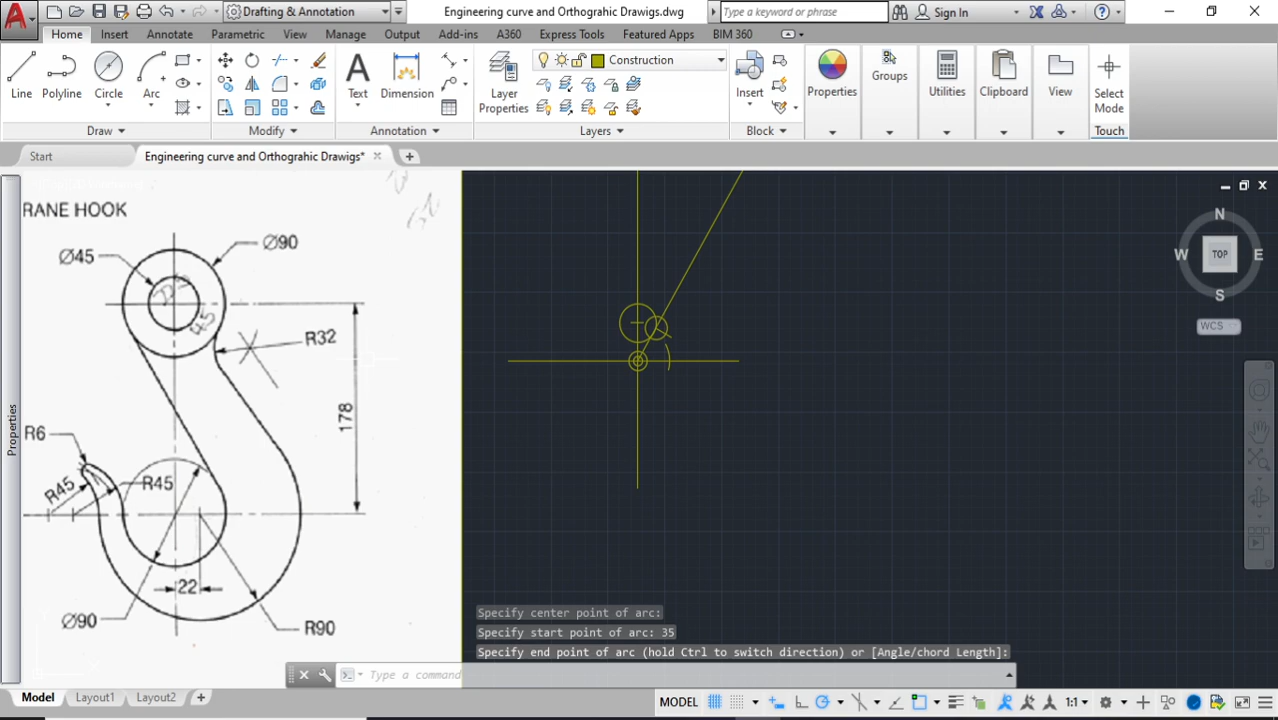 Drafting & Annotation
Engineering curve and Orthograhic Drawigs.dwg
Type a keyword or phrase
Sign In
Home
Insert
Annotate
Parametric
View
Manage
Output
Add-ins
A360
Express Tools
Featured Apps
BIM 360
Line
Polyline
Circle
Arc
Text
Dimension
Layer
Properties
Construction
Insert
Properties
Groups
Utilities
Clipboard
View
Select
Mode
Draw
Modify
Annotation
Layers
Block
Touch
Start
Engineering curve and Orthograhic Drawigs*
RANE HOOK
Ø45
Ø90
45
R32
178
R6
R45
R45
22
Ø90
R90
Properties
N
W
TOP
E
S
WCS
Specify center point of arc:
Specify start point of arc: 35
Specify end point of arc (hold Ctrl to switch direction) or [Angle/chord Length]:
Type a command
Model
Layout1
Layout2
MODEL
1:1